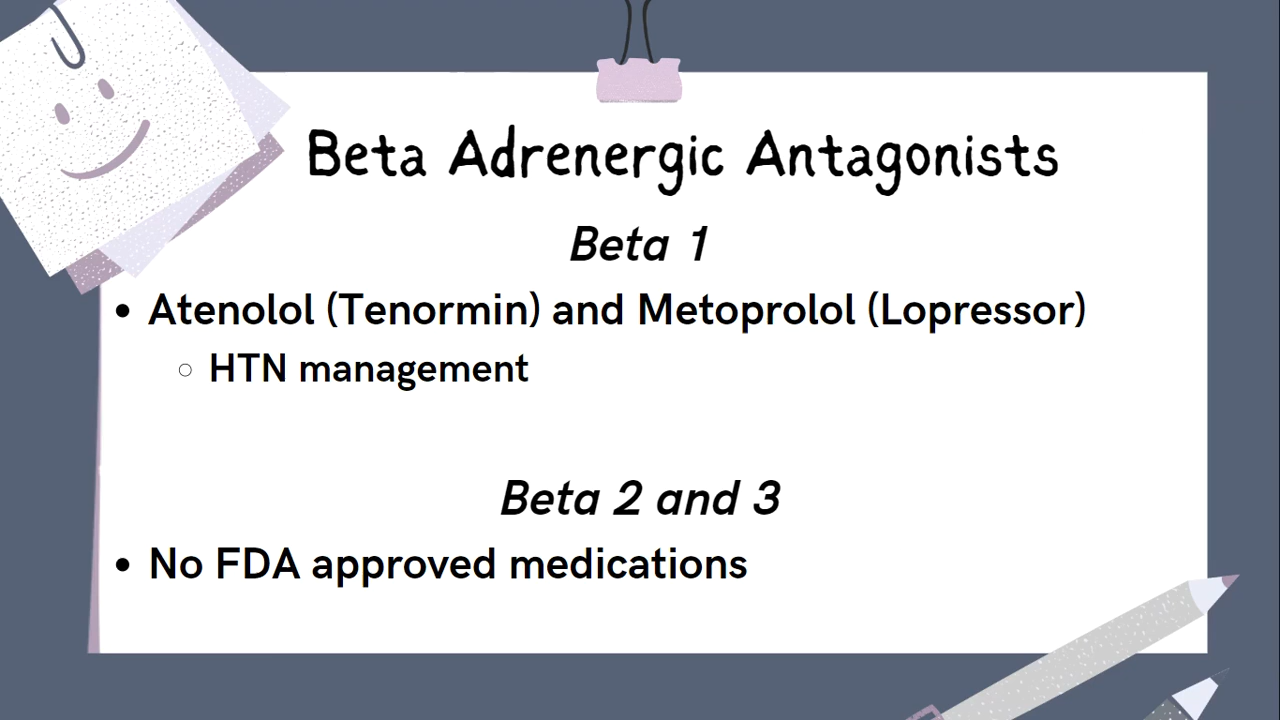 Beta Adrenergic Antagonists
Beta 1
• Atenolol (Tenormin) and Metoprolol (Lopressor)
○ HTN management
Beta 2 and 3
• No FDA approved medications